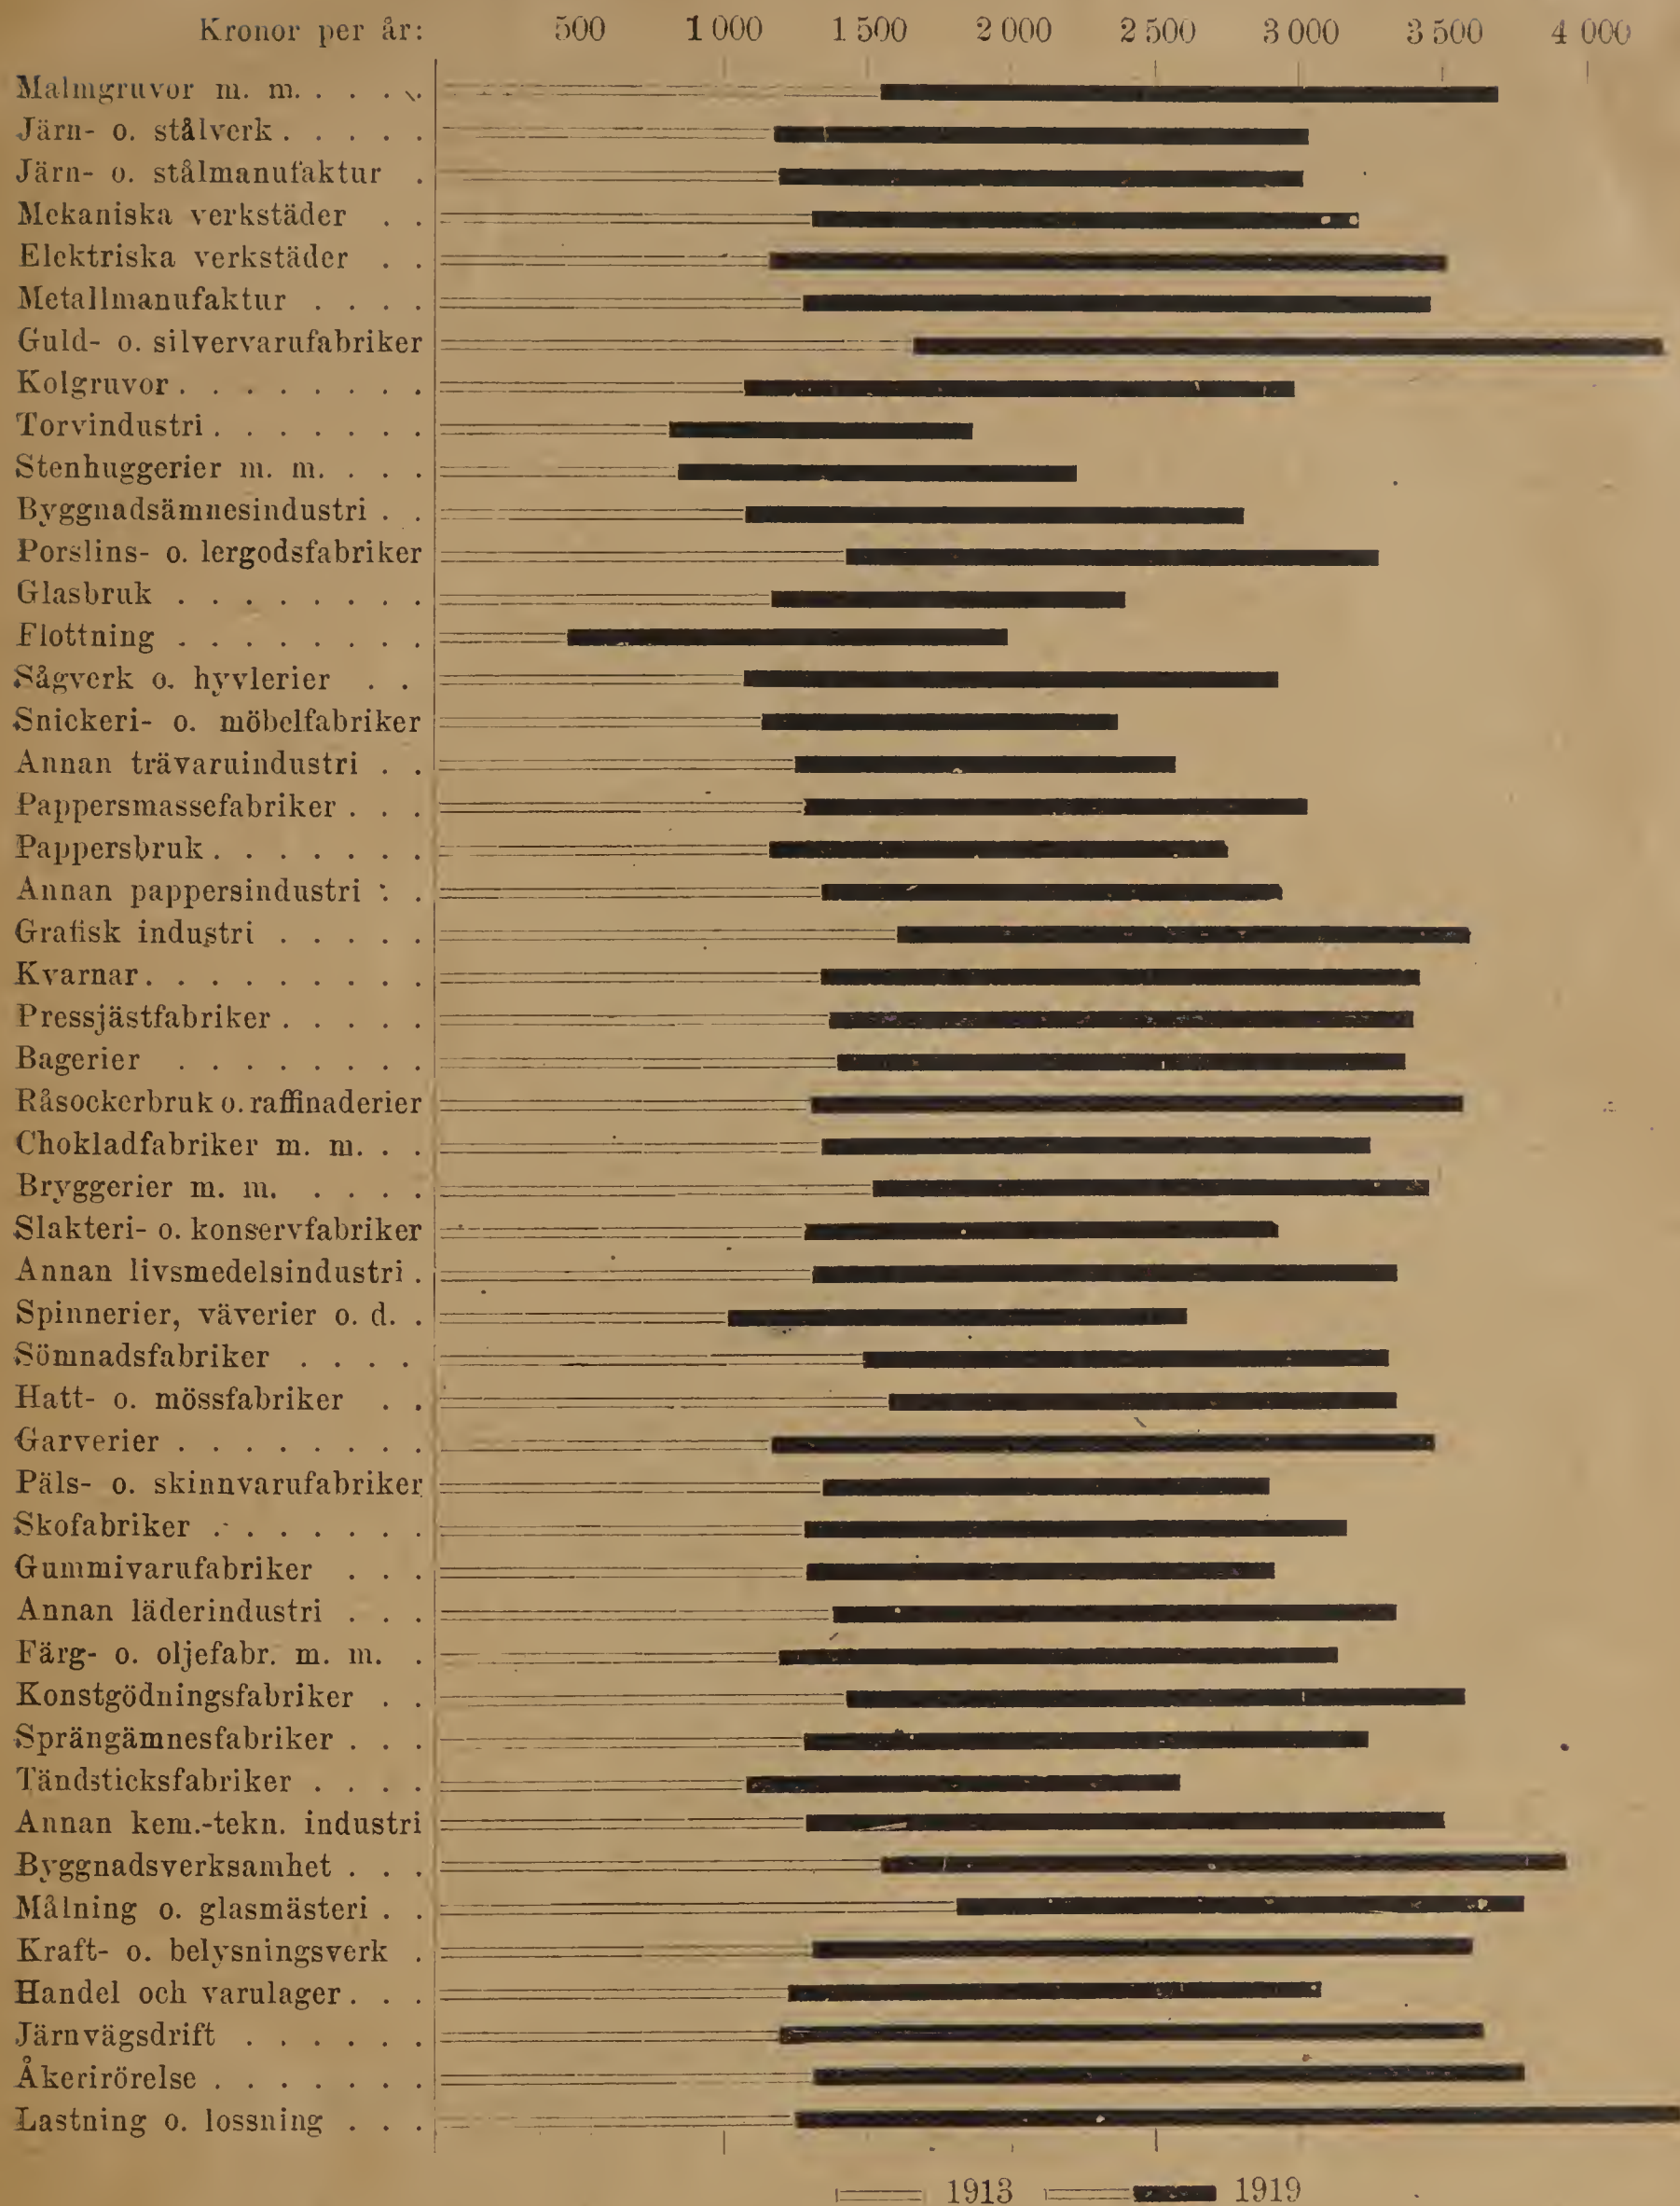 Kronor per år: 500 1 000 1 500 2 000 2 500 3 000 3 500 4 000
Malmgruvor m. m. . . . .
Järn- o. stålverk . . . . .
Järn- o. stålmanufaktur .
Mekaniska verkstäder . .
Elektriska verkstäder . .
Metallmanufaktur . . . .
Guld- o. silvervarufabriker
Kolgruvor . . . . . . . .
Torvindustri . . . . . . .
Stenhuggerier m. m. . . .
Byggnadsämnesindustri . .
Porslins- o. lergodsfabriker
Glasbruk . . . . . . . .
Flottning . . . . . . . .
Sågverk o. hyvlerier . .
Snickeri- o. möbelfabriker
Annan trävaruindustri . .
Pappersmassefabriker . . .
Pappersbruk . . . . . . .
Annan pappersindustri : .
Grafisk industri . . . . .
Kvarnar . . . . . . . . .
Pressjästfabriker . . . . .
Bagerier . . . . . . . .
Råsockerbruk o. raffinaderier
Chokladfabriker m. m. . .
Bryggerier m. m. . . . .
Slakteri- o. konservfabriker
Annan livsmedelsindustri .
Spinnerier, väverier o. d. .
Sömnadsfabriker . . . .
Hatt- o. mössfabriker . .
Garverier . . . . . . . .
Päls- o. skinnvarufabriker
Skofabriker . . . . . . .
Gummivarufabriker . . .
Annan läderindustri . . .
Färg- o. oljefabr. m. m. .
Konstgödningsfabriker . .
Sprängämnesfabriker . . .
Tändsticksfabriker . . . .
Annan kem.-tekn. industri
Byggnadsverksamhet . . .
Målning o. glasmästeri . .
Kraft- o. belysningsverk .
Handel och varulager . . .
Järnvägsdrift . . . . . .
Åkerirörelse . . . . . . .
Lastning o. lossning . . .
1913 1919